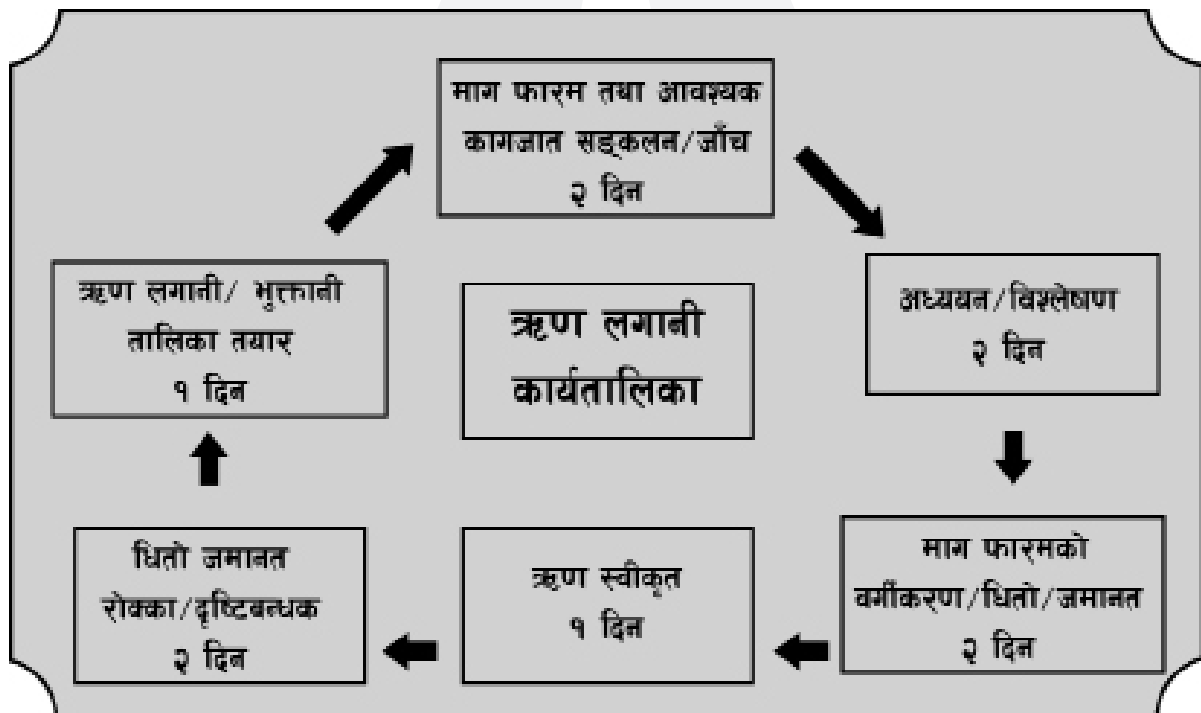 माग फारम तथा आवश्यक
कागजात सङ्कलन/जाँच
२ दिन
अध्ययन/विश्लेषण
२ दिन
माग फारमको
वर्गीकरण/धितो/जमानत
२ दिन
ऋण स्वीकृत
१ दिन
धितो जमानत
रोक्का/दृष्टिबन्धक
२ दिन
ऋण लगानी/ भुक्तानी
तालिका तयार
१ दिन
ऋण लगानी
कार्यतालिका